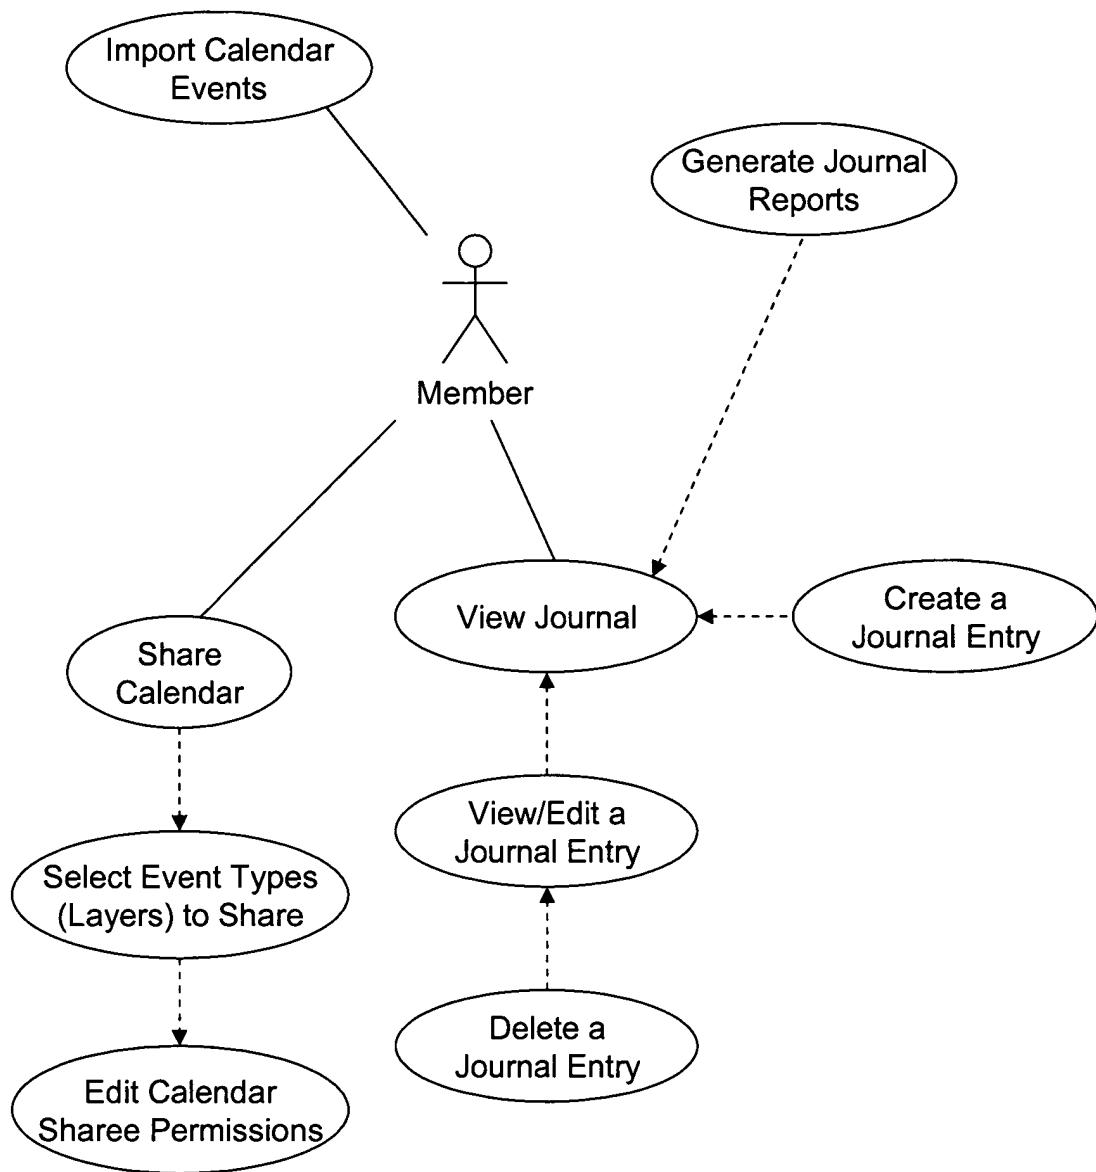 Import Calendar
Events
Generate Journal
Reports
Member
View Journal
Create a
Journal Entry
Share
Calendar
View/Edit a
Journal Entry
Select Event Types
(Layers) to Share
Delete a
Journal Entry
Edit Calendar
Sharee Permissions